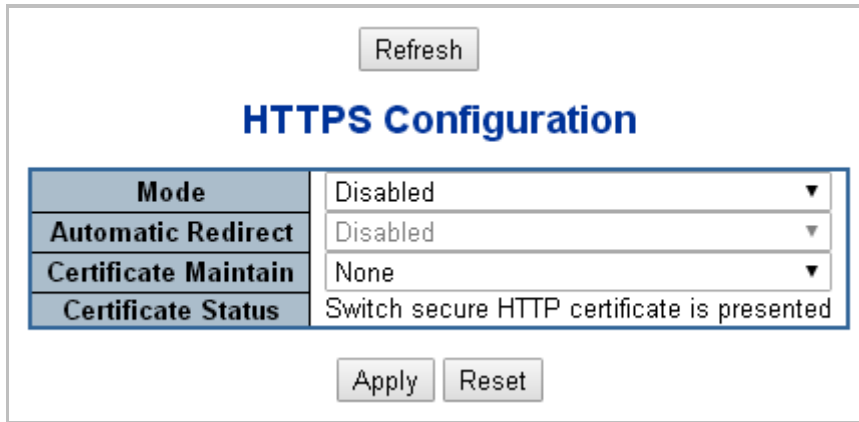 Refresh
HTTPS Configuration
Mode Disabled
Automatic Redirect Disabled
Certificate Maintain None
Certificate Status Switch secure HTTP certificate is presented
Apply Reset